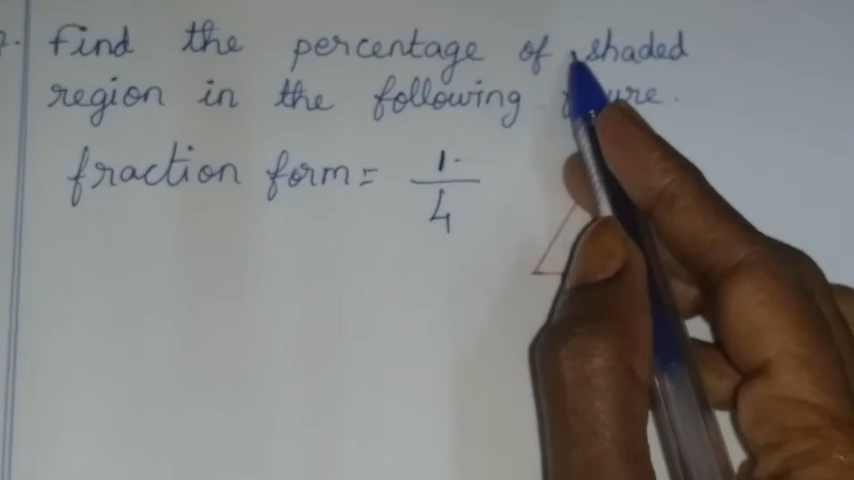 Find the percentage of shaded
region in the following
fraction form = 1
4